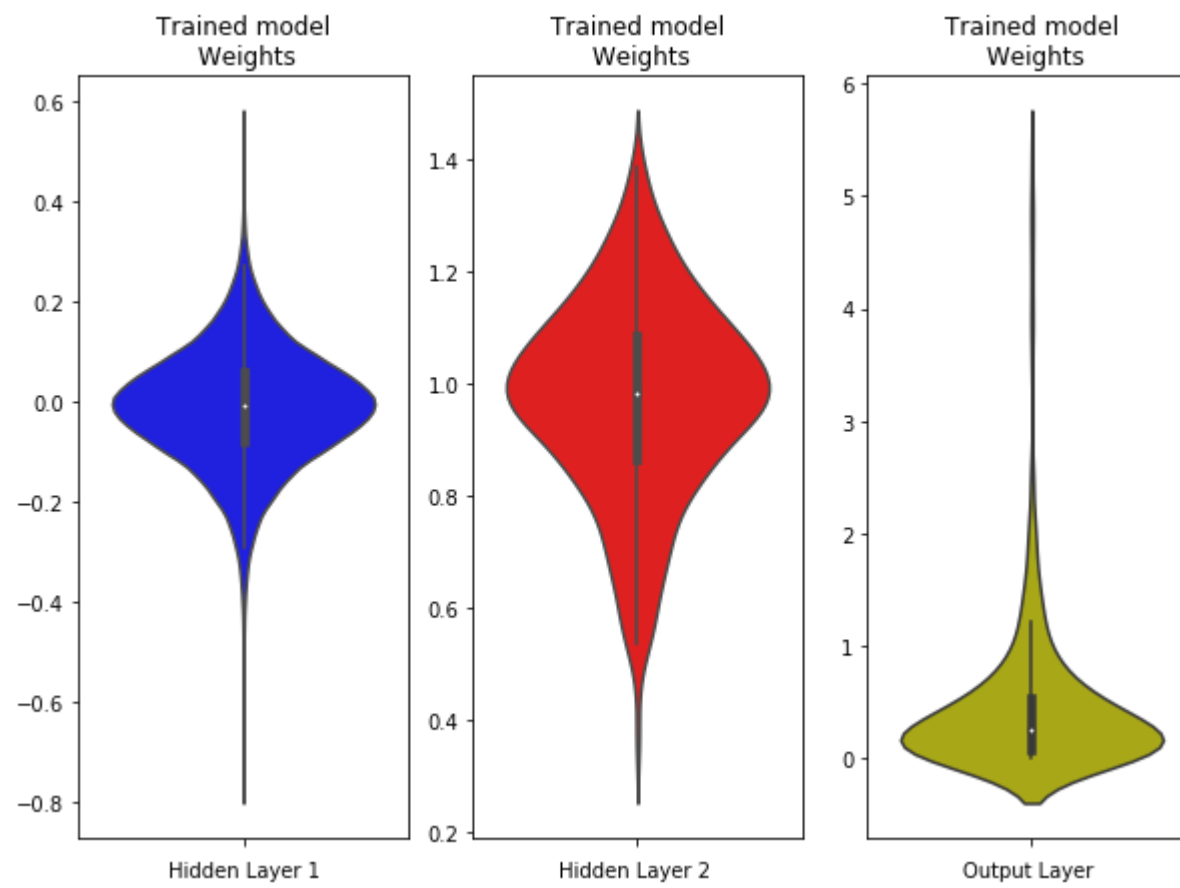 Trained model
Weights
0.6
0.4
0.2
0.0
−0.2
−0.4
−0.6
−0.8
Hidden Layer 1
Trained model
Weights
1.4
1.2
1.0
0.8
0.6
0.4
0.2
Hidden Layer 2
Trained model
Weights
6
5
4
3
2
1
0
Output Layer